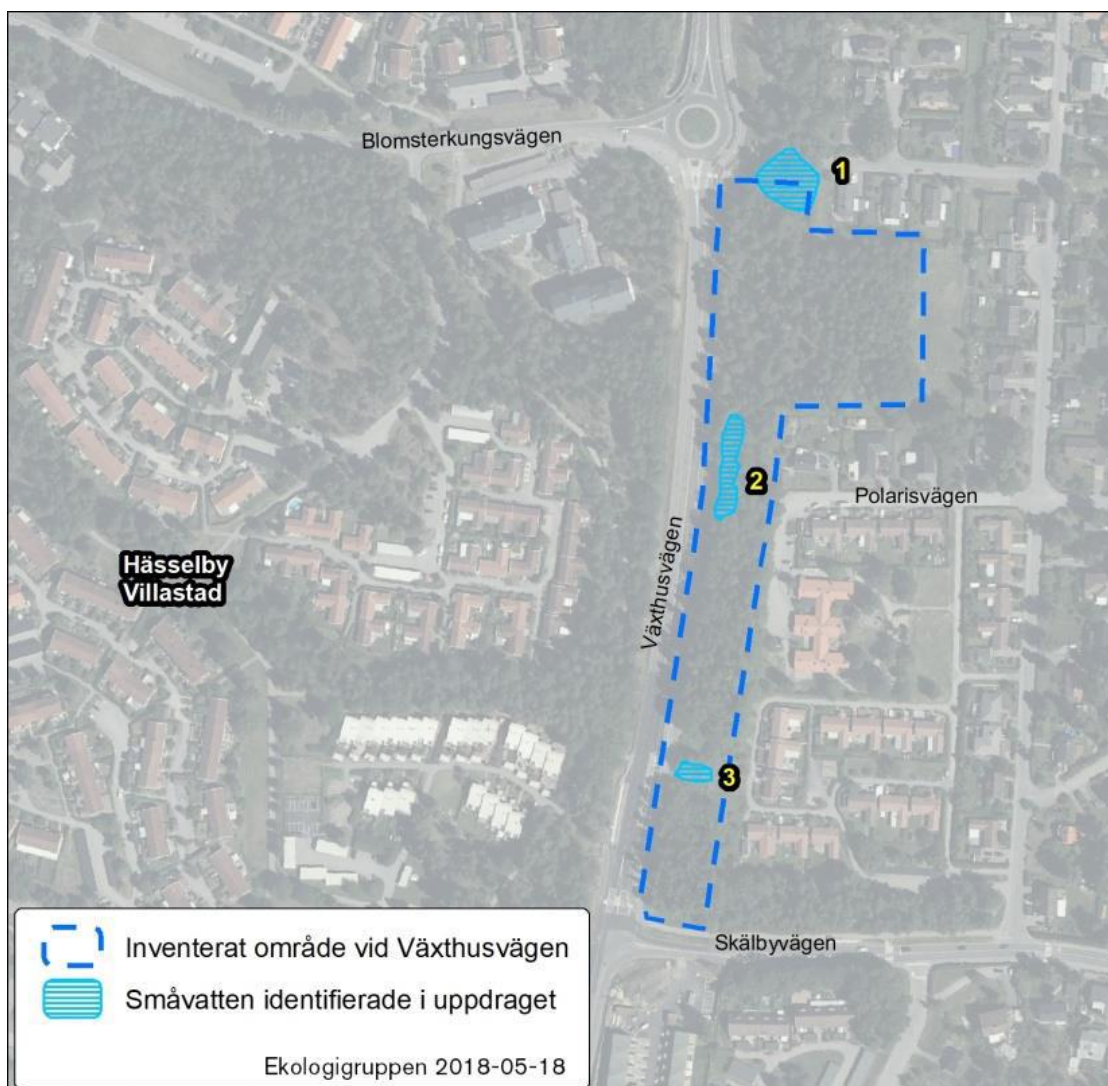 Blomsterkungsvägen
1
2
Polarisvägen
Hässelby
Villastad
Växthusvägen
3
Skälbyvägen
Inventerat område vid Växthusvägen
Småvatten identifierade i uppdraget
Ekologigruppen 2018-05-18